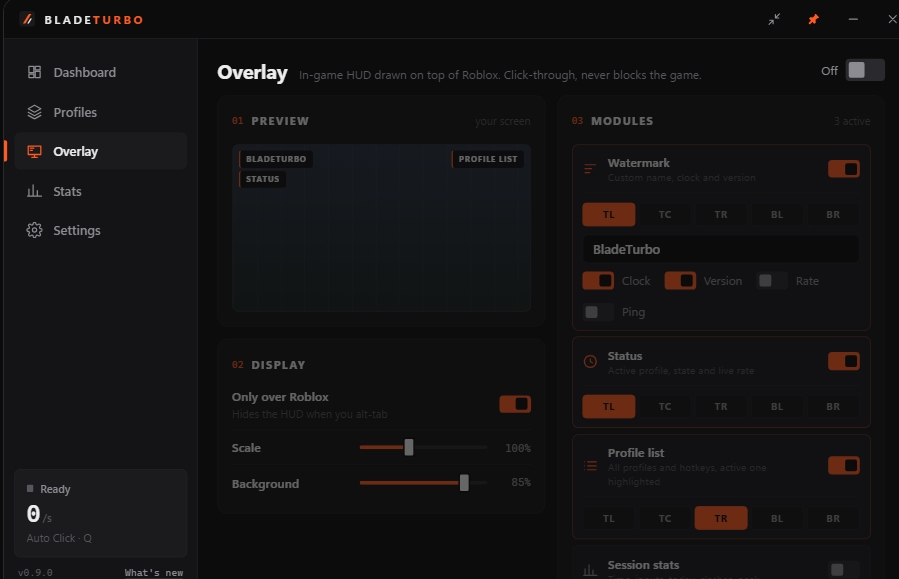 BLADETURBO
Dashboard
Profiles
Overlay
Stats
Settings
Ready
0 /s
Auto Click · Q
v0.9.0 What's new
Overlay In-game HUD drawn on top of Roblox. Click-through, never blocks the game. Off
01 PREVIEW your screen
BLADETURBO PROFILE LIST
STATUS
02 DISPLAY
Only over Roblox
Hides the HUD when you alt-tab
Scale 100%
Background 85%
03 MODULES 3 active
Watermark
Custom name, clock and version
TL TC TR BL BR
BladeTurbo
Clock Version Rate
Ping
Status
Active profile, state and live rate
TL TC TR BL BR
Profile list
All profiles and hotkeys, active one
highlighted
TL TC TR BL BR
Session stats